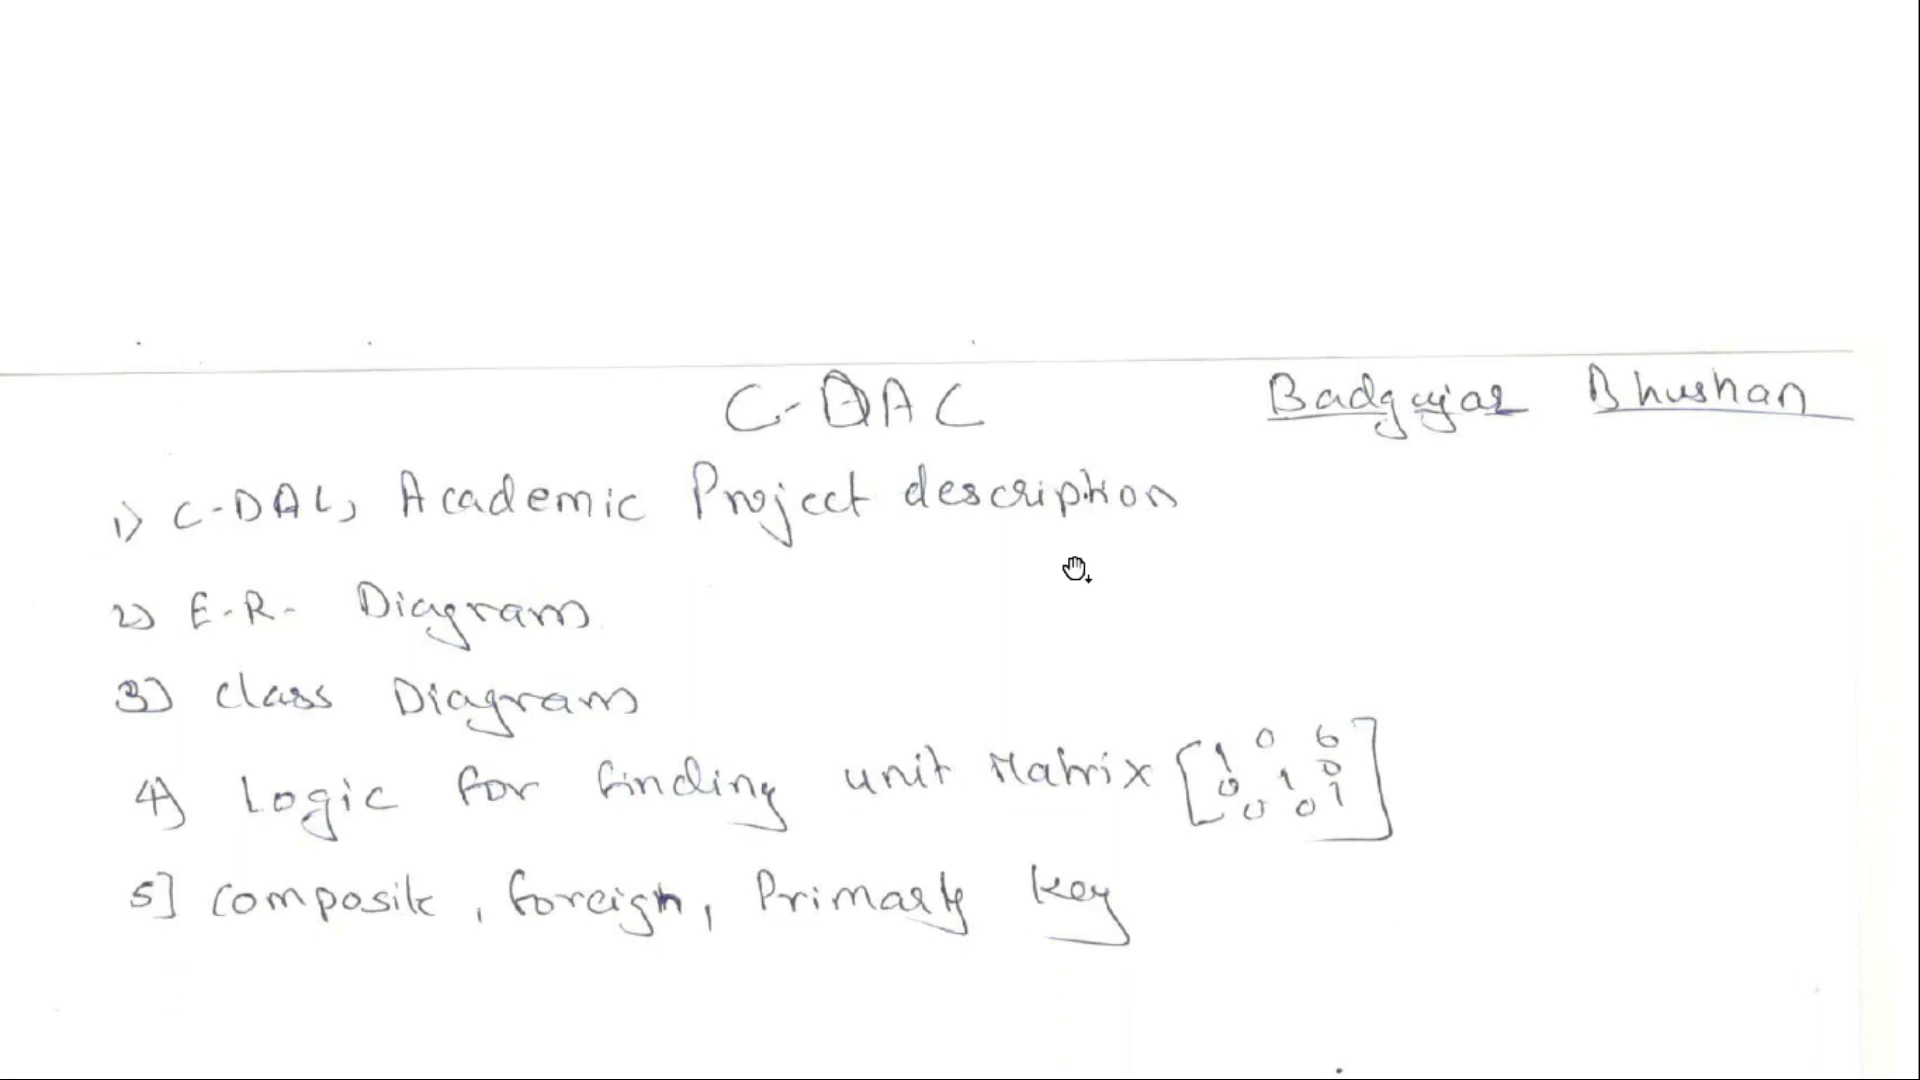 C-DAC Badgujar Bhushan
1) C-DAC, Academic Project description
2) E.R. Diagram
3) class Diagram
4) Logic for finding unit Matrix [1 0 0
0 1 0
0 0 1]
5] composite, foreign, Primary key